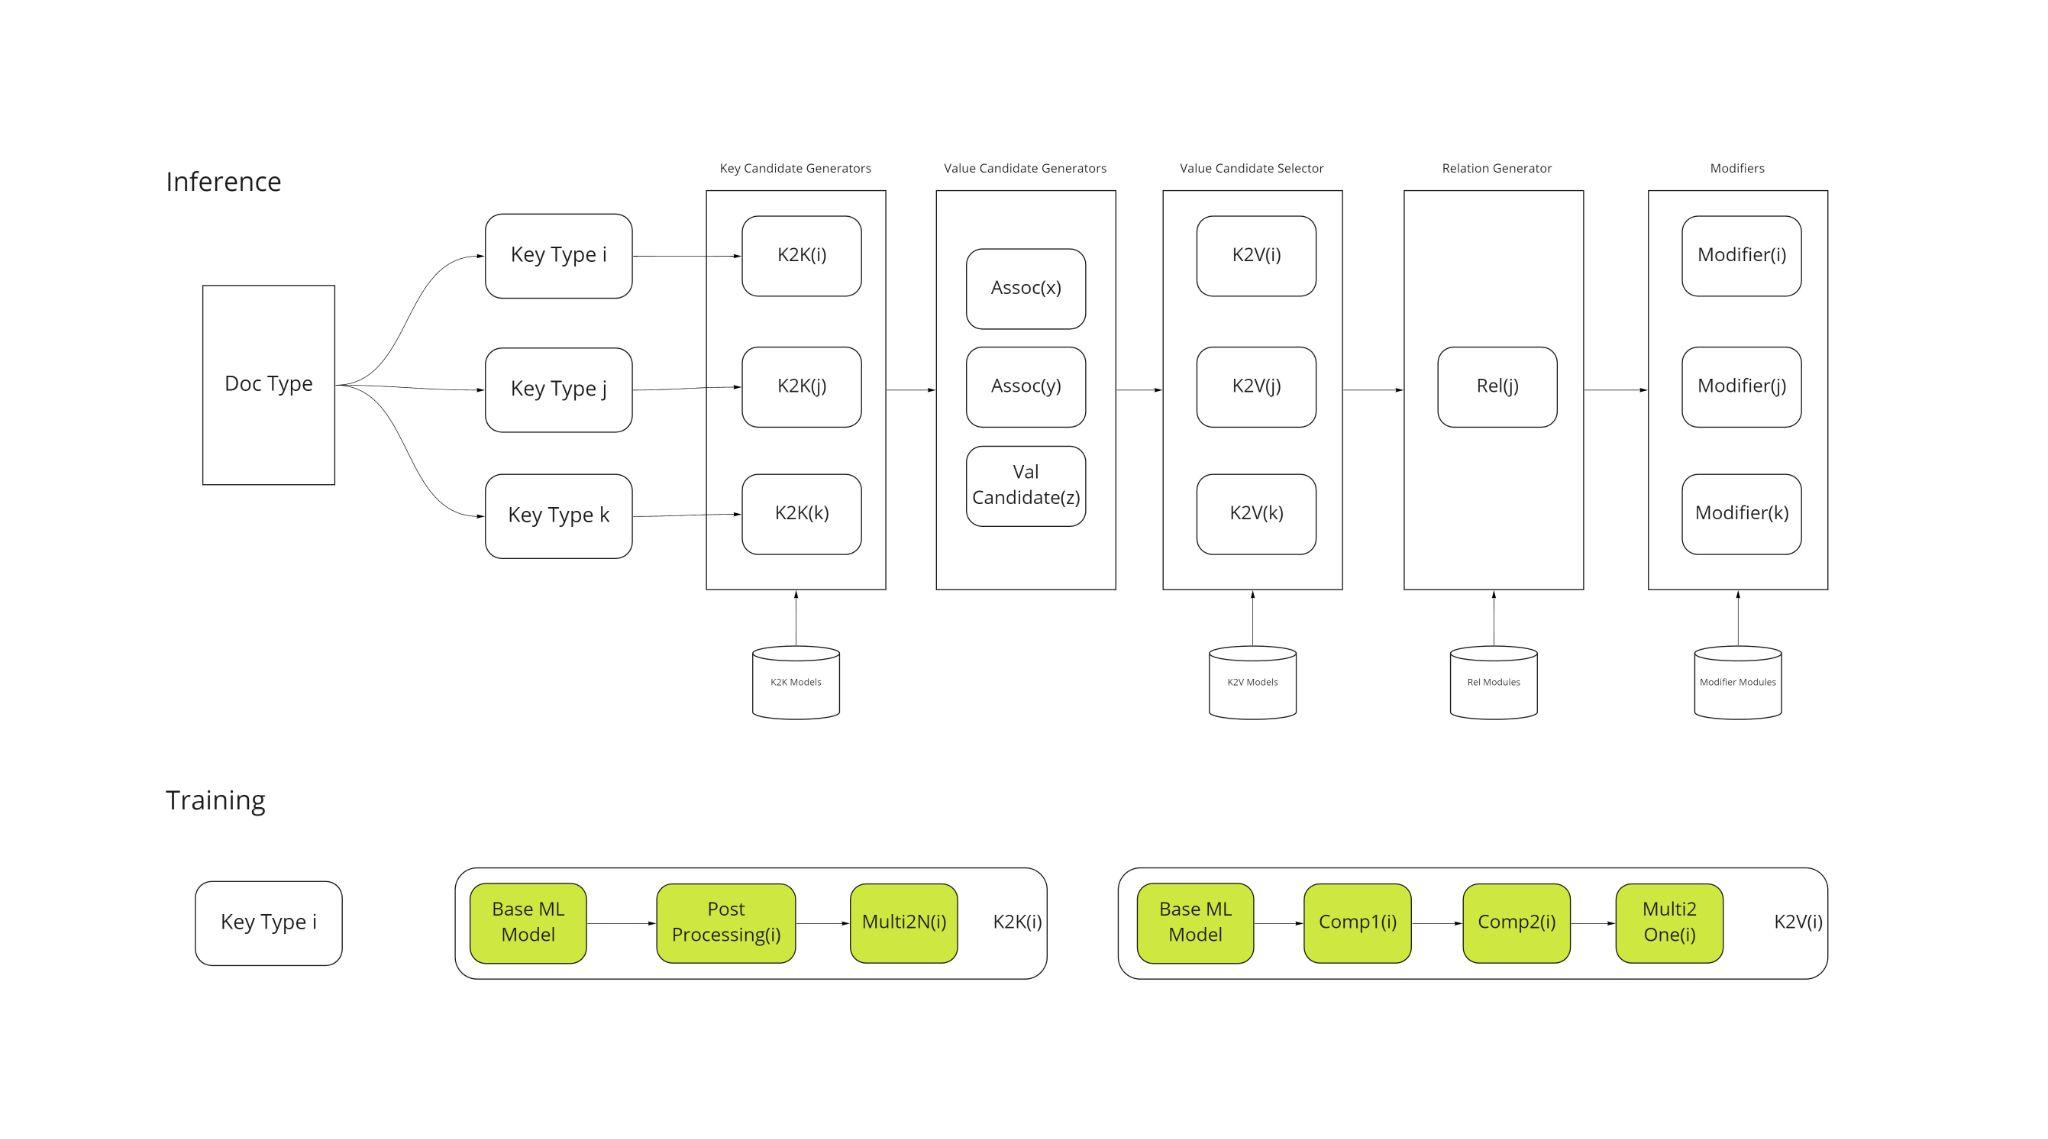 Inference
Key Candidate Generators
Value Candidate Generators
Value Candidate Selector
Relation Generator
Modifiers
Doc Type
Key Type i
Key Type j
Key Type k
K2K(i)
K2K(j)
K2K(k)
Assoc(x)
Assoc(y)
Val
Candidate(z)
K2V(i)
K2V(j)
K2V(k)
Rel(j)
Modifier(i)
Modifier(j)
Modifier(k)
K2K Models
K2V Models
Rel Modules
Modifier Modules
Training
Key Type i
Base ML
Model
Post
Processing(i)
Multi2N(i)
K2K(i)
Base ML
Model
Comp1(i)
Comp2(i)
Multi2
One(i)
K2V(i)